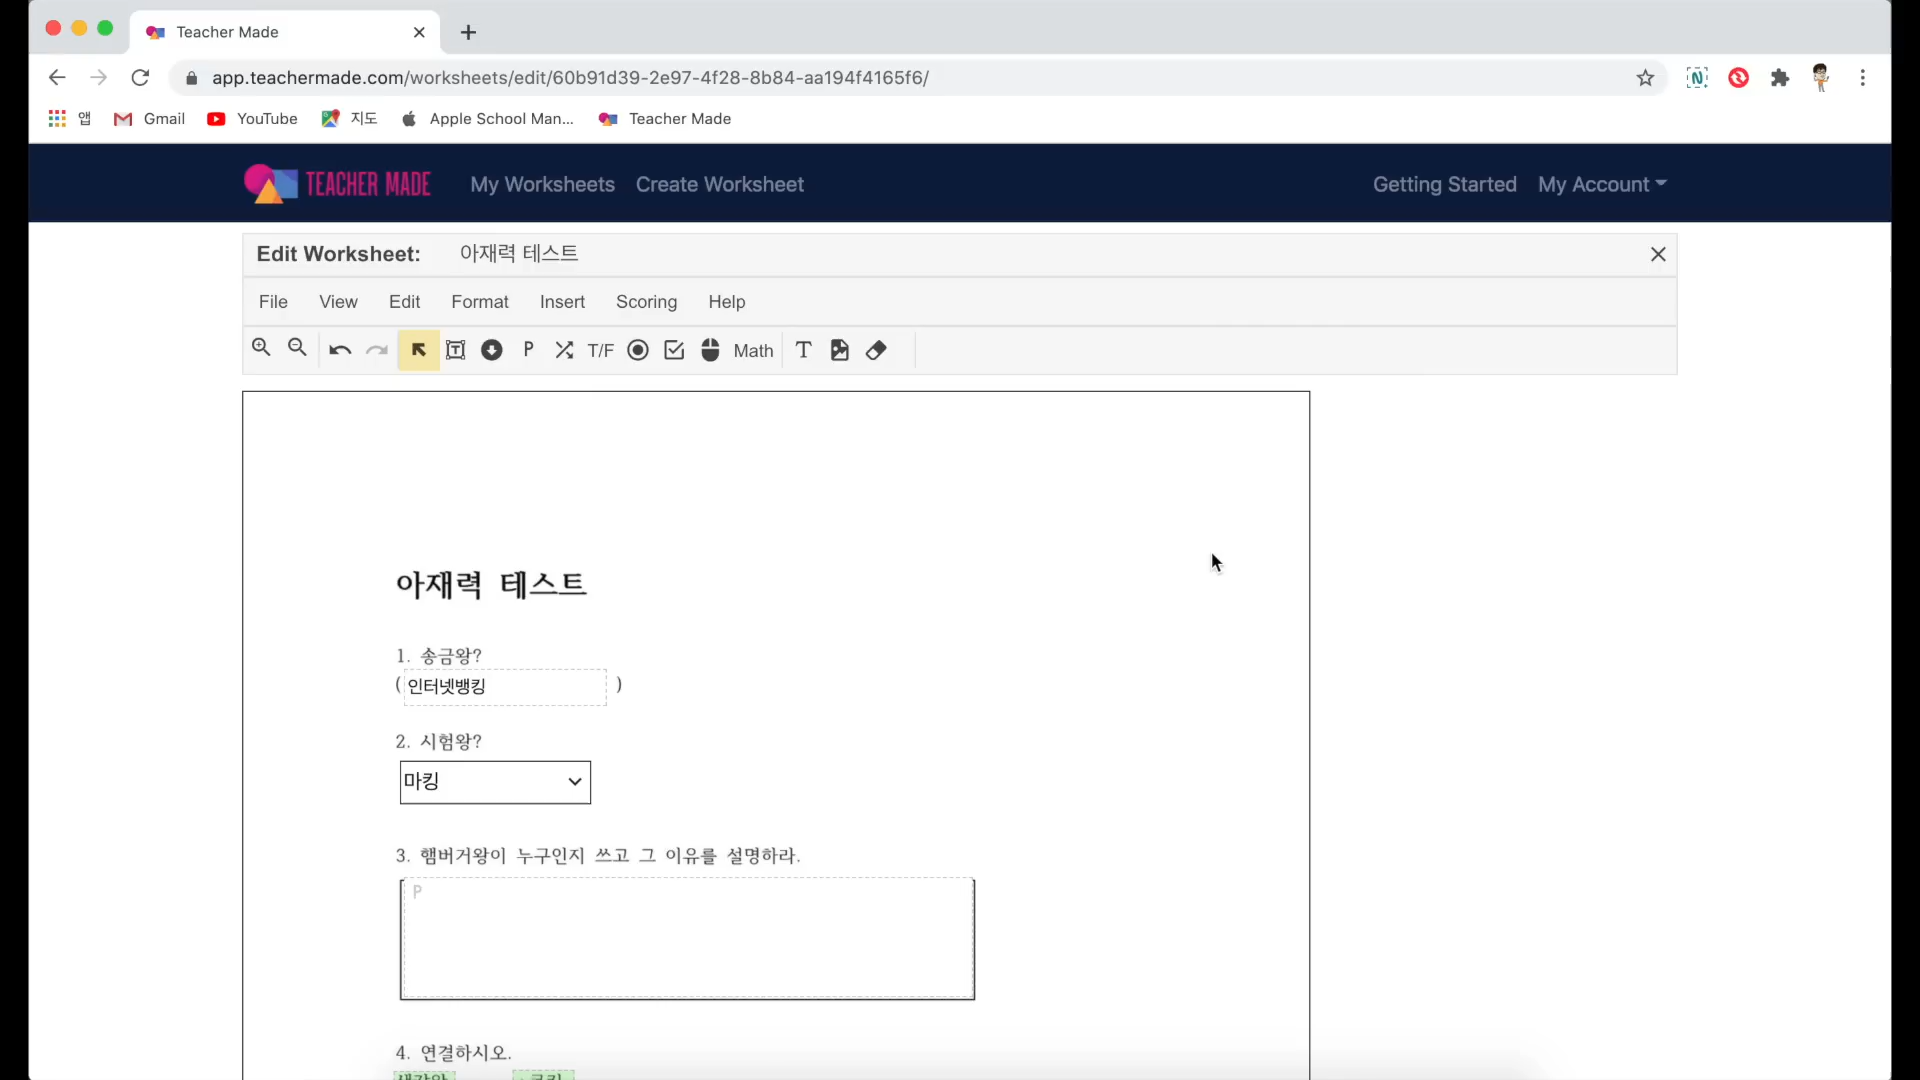 Teacher Made
app.teachermade.com/worksheets/edit/60b91d39-2e97-4f28-8b84-aa194f4165f6/
앱 Gmail YouTube 지도 Apple School Man... Teacher Made
TEACHER MADE My Worksheets Create Worksheet Getting Started My Account
Edit Worksheet: 아재력 테스트
File View Edit Format Insert Scoring Help
T P T/F Math T
아재력 테스트
1. 송금왕?
( 인터넷뱅킹 )
2. 시험왕?
마킹
3. 햄버거왕이 누구인지 쓰고 그 이유를 설명하라.
P
4. 연결하시오.